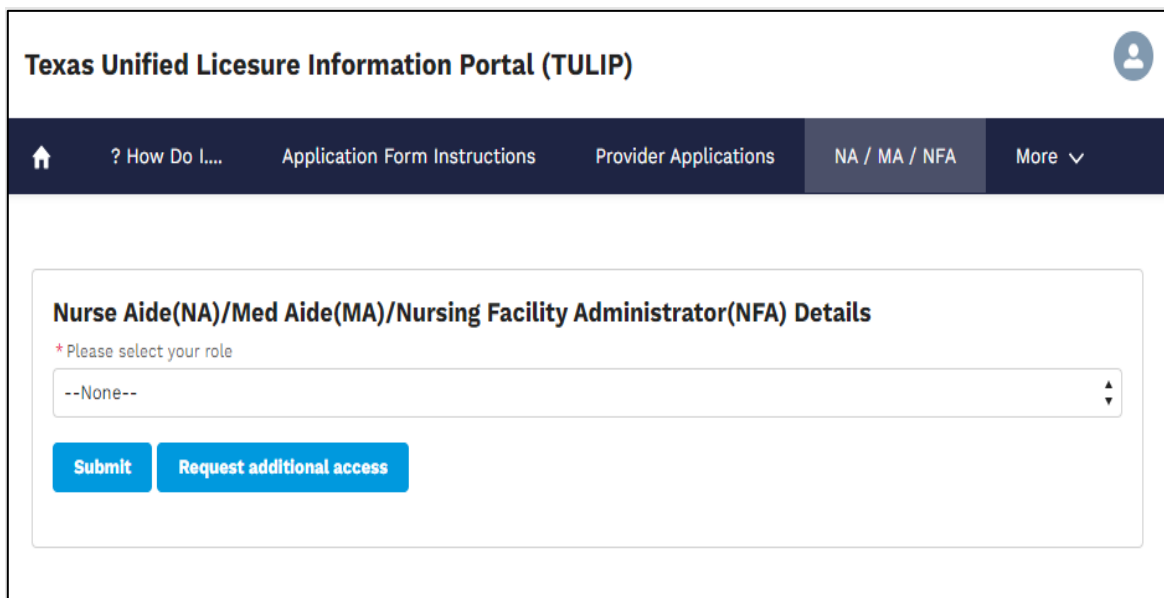 Texas Unified Licesure Information Portal (TULIP)
? How Do I.... Application Form Instructions Provider Applications NA / MA / NFA More
Nurse Aide(NA)/Med Aide(MA)/Nursing Facility Administrator(NFA) Details
* Please select your role
--None--
Submit Request additional access